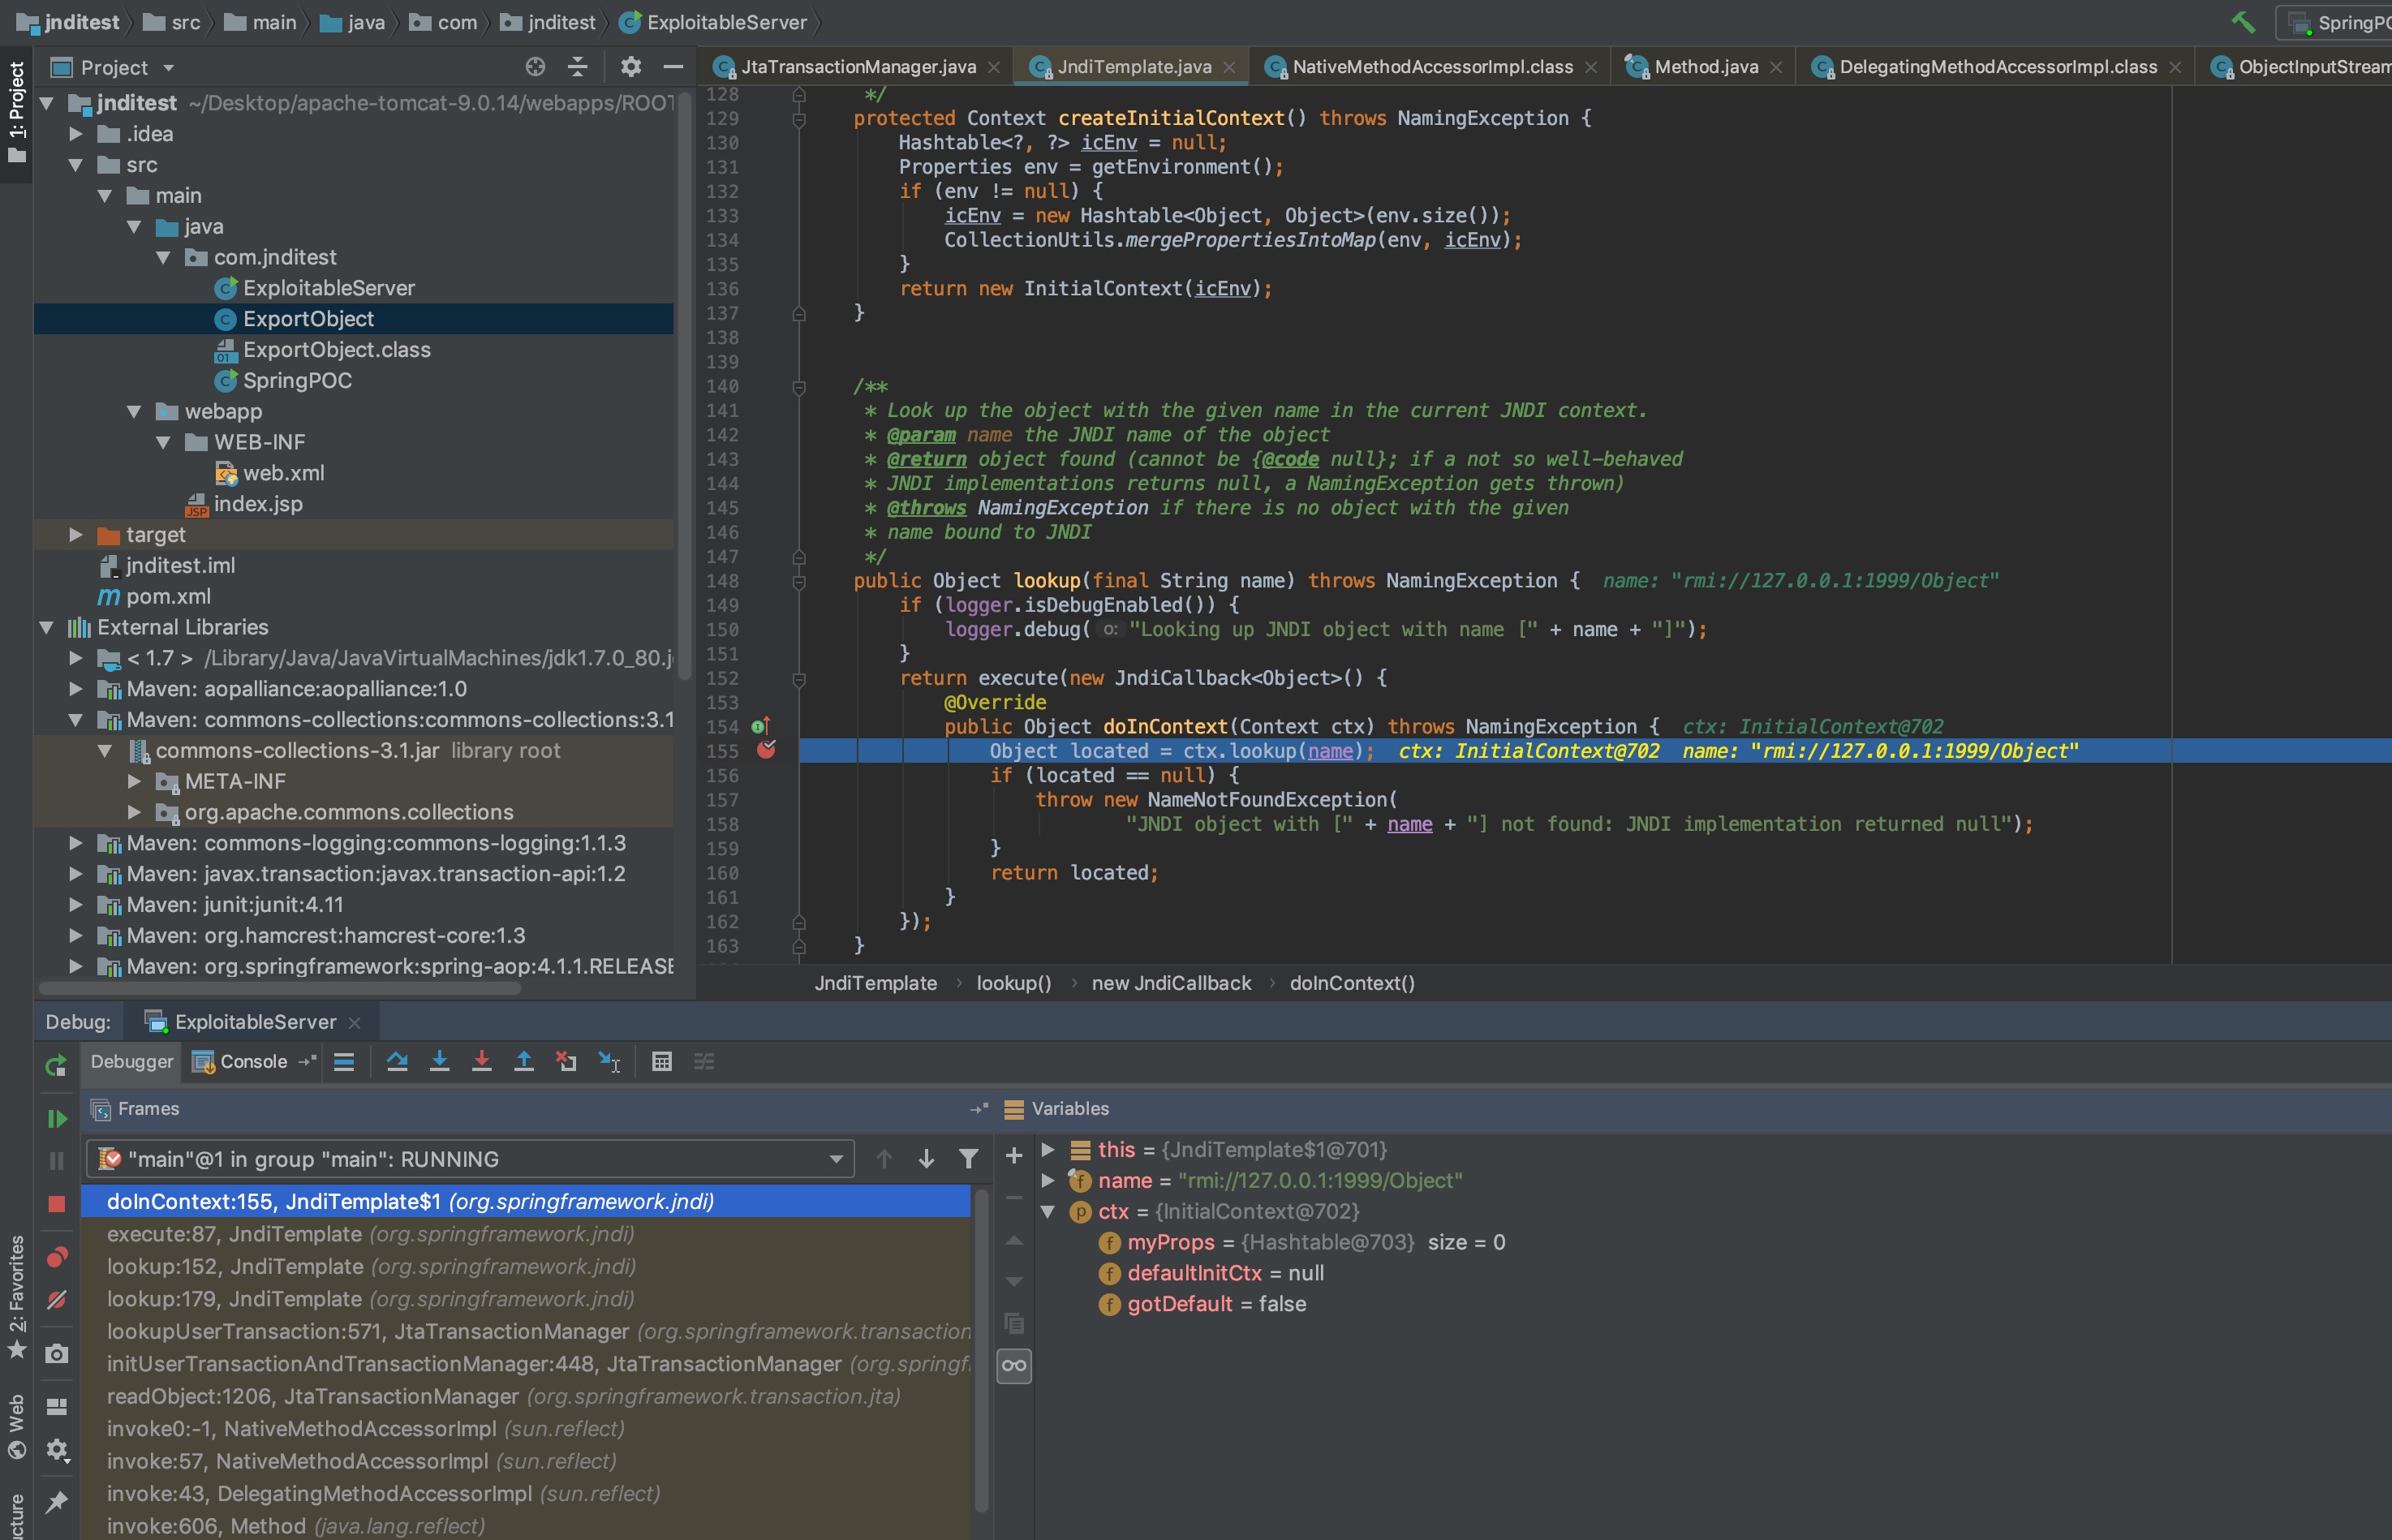 jnditest
src
main
java
com
jnditest
ExploitableServer
SpringPO
1: Project
2: Favorites
Web
Project
jnditest ~/Desktop/apache-tomcat-9.0.14/webapps/ROOT
.idea
src
main
java
com.jnditest
ExploitableServer
ExportObject
ExportObject.class
SpringPOC
webapp
WEB-INF
web.xml
index.jsp
target
jnditest.iml
pom.xml
External Libraries
< 1.7 > /Library/Java/JavaVirtualMachines/jdk1.7.0_80.j
Maven: aopalliance:aopalliance:1.0
Maven: commons-collections:commons-collections:3.1
commons-collections-3.1.jar library root
META-INF
org.apache.commons.collections
Maven: commons-logging:commons-logging:1.1.3
Maven: javax.transaction:javax.transaction-api:1.2
Maven: junit:junit:4.11
Maven: org.hamcrest:hamcrest-core:1.3
Maven: org.springframework:spring-aop:4.1.1.RELEASE
JtaTransactionManager.java
JndiTemplate.java
NativeMethodAccessorImpl.class
Method.java
DelegatingMethodAccessorImpl.class
ObjectInputStream
128 */
129 protected Context createInitialContext() throws NamingException {
130 Hashtable<?, ?> icEnv = null;
131 Properties env = getEnvironment();
132 if (env != null) {
133 icEnv = new Hashtable<Object, Object>(env.size());
134 CollectionUtils.mergePropertiesIntoMap(env, icEnv);
135 }
136 return new InitialContext(icEnv);
137 }
138
139
140 /**
141 * Look up the object with the given name in the current JNDI context.
142 * @param name the JNDI name of the object
143 * @return object found (cannot be {@code null}; if a not so well-behaved
144 * JNDI implementations returns null, a NamingException gets thrown)
145 * @throws NamingException if there is no object with the given
146 * name bound to JNDI
147 */
148 public Object lookup(final String name) throws NamingException { name: "rmi://127.0.0.1:1999/Object"
149 if (logger.isDebugEnabled()) {
150 logger.debug( o: "Looking up JNDI object with name [" + name + "]");
151 }
152 return execute(new JndiCallback<Object>() {
153 @Override
154 public Object doInContext(Context ctx) throws NamingException { ctx: InitialContext@702
155 Object located = ctx.lookup(name); ctx: InitialContext@702 name: "rmi://127.0.0.1:1999/Object"
156 if (located == null) {
157 throw new NameNotFoundException(
158 "JNDI object with [" + name + "] not found: JNDI implementation returned null");
159 }
160 return located;
161 }
162 });
163 }
JndiTemplate › lookup() › new JndiCallback › doInContext()
Debug: ExploitableServer
Debugger Console
Frames
"main"@1 in group "main": RUNNING
doInContext:155, JndiTemplate$1 (org.springframework.jndi)
execute:87, JndiTemplate (org.springframework.jndi)
lookup:152, JndiTemplate (org.springframework.jndi)
lookup:179, JndiTemplate (org.springframework.jndi)
lookupUserTransaction:571, JtaTransactionManager (org.springframework.transaction
initUserTransactionAndTransactionManager:448, JtaTransactionManager (org.springf
readObject:1206, JtaTransactionManager (org.springframework.transaction.jta)
invoke0:-1, NativeMethodAccessorImpl (sun.reflect)
invoke:57, NativeMethodAccessorImpl (sun.reflect)
invoke:43, DelegatingMethodAccessorImpl (sun.reflect)
invoke:606, Method (java.lang.reflect)
Variables
this = {JndiTemplate$1@701}
name = "rmi://127.0.0.1:1999/Object"
ctx = {InitialContext@702}
myProps = {Hashtable@703} size = 0
defaultInitCtx = null
gotDefault = false